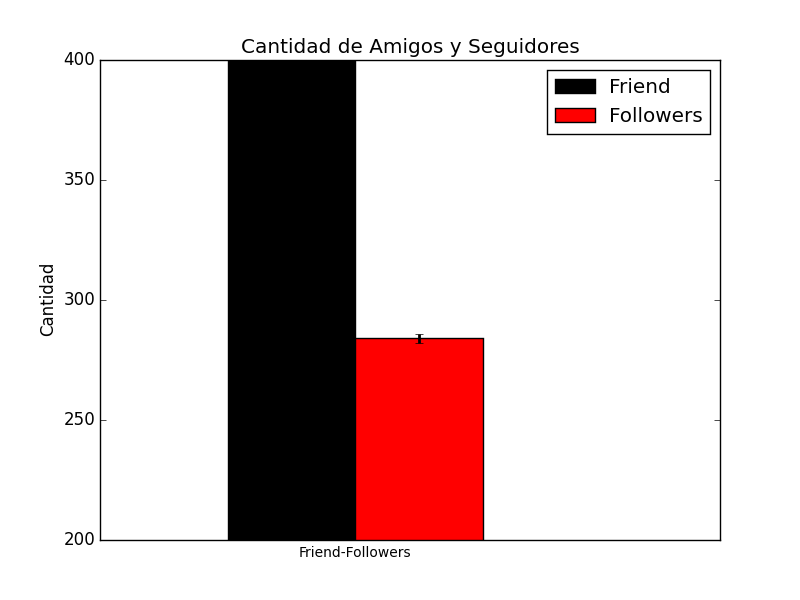 Cantidad de Amigos y Seguidores
Friend
Followers
400
350
300
250
200
Cantidad
Friend-Followers